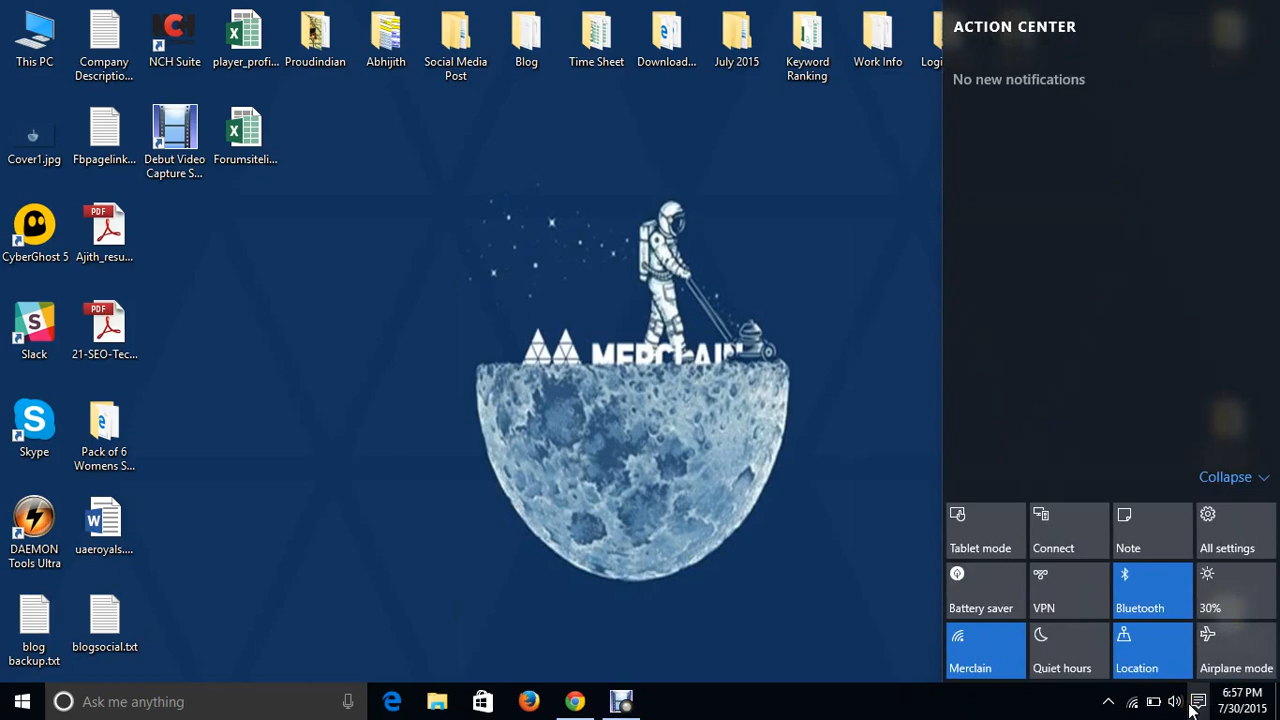 This PC
Company
Descriptio...
NCH Suite
player_profi...
Proudindian
Abhijith
Social Media
Post
Blog
Time Sheet
Download...
July 2015
Keyword
Ranking
Work Info
Logi
Cover1.jpg
Fbpagelink...
Debut Video
Capture S...
Forumsiteli...
CyberGhost 5
PDF
Ajith_resu...
Slack
PDF
21-SEO-Tec...
Skype
Pack of 6
Womens S...
DAEMON
Tools Ultra
uaeroyals....
blog
backup.txt
blogsocial.txt
MERCLAIN
ACTION CENTER
No new notifications
Collapse
Tablet mode
Connect
Note
All settings
Battery saver
VPN
Bluetooth
30%
Merclain
Quiet hours
Location
Airplane mode
Ask me anything
6:57 PM
7/30/2015